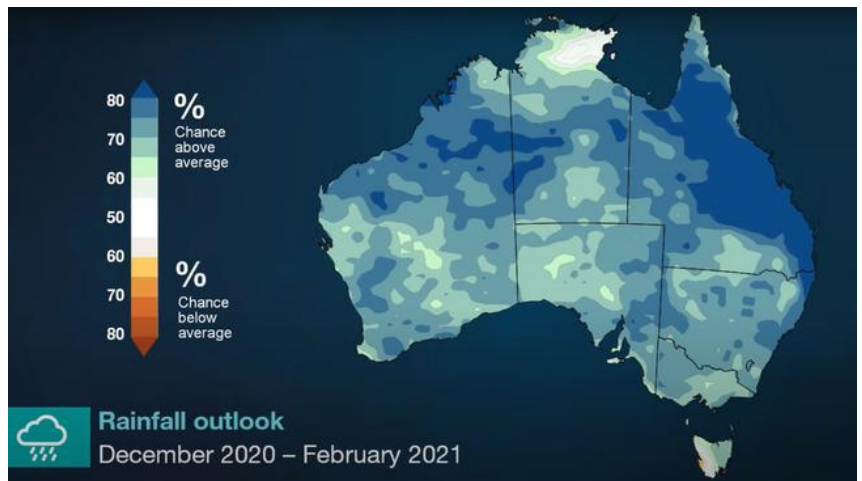 80
70
60
50
60
70
80
%
Chance
above
average
%
Chance
below
average
Rainfall outlook
December 2020 – February 2021